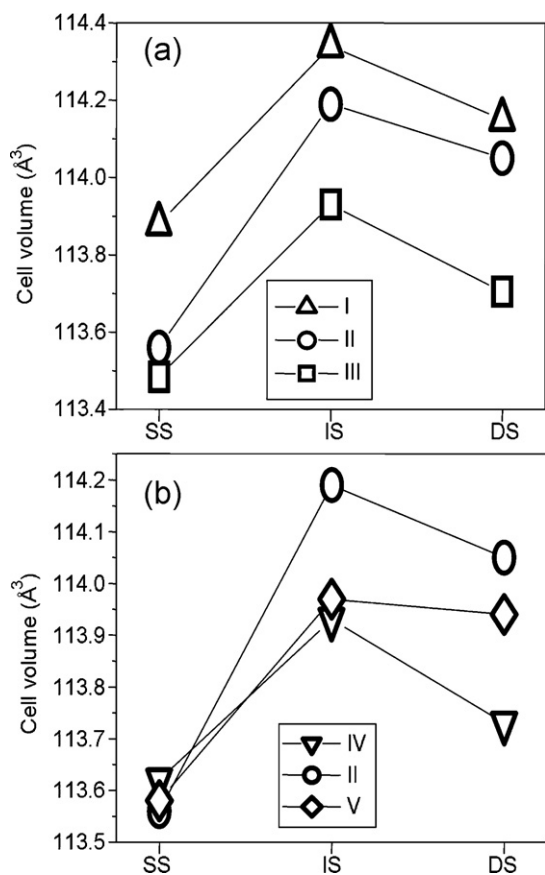 (a)
Cell volume (Å³)
114.4
114.2
114.0
113.8
113.6
113.4
I
II
III
SS IS DS
(b)
Cell volume (Å³)
114.2
114.1
114.0
113.9
113.8
113.7
113.6
113.5
IV
II
V
SS IS DS